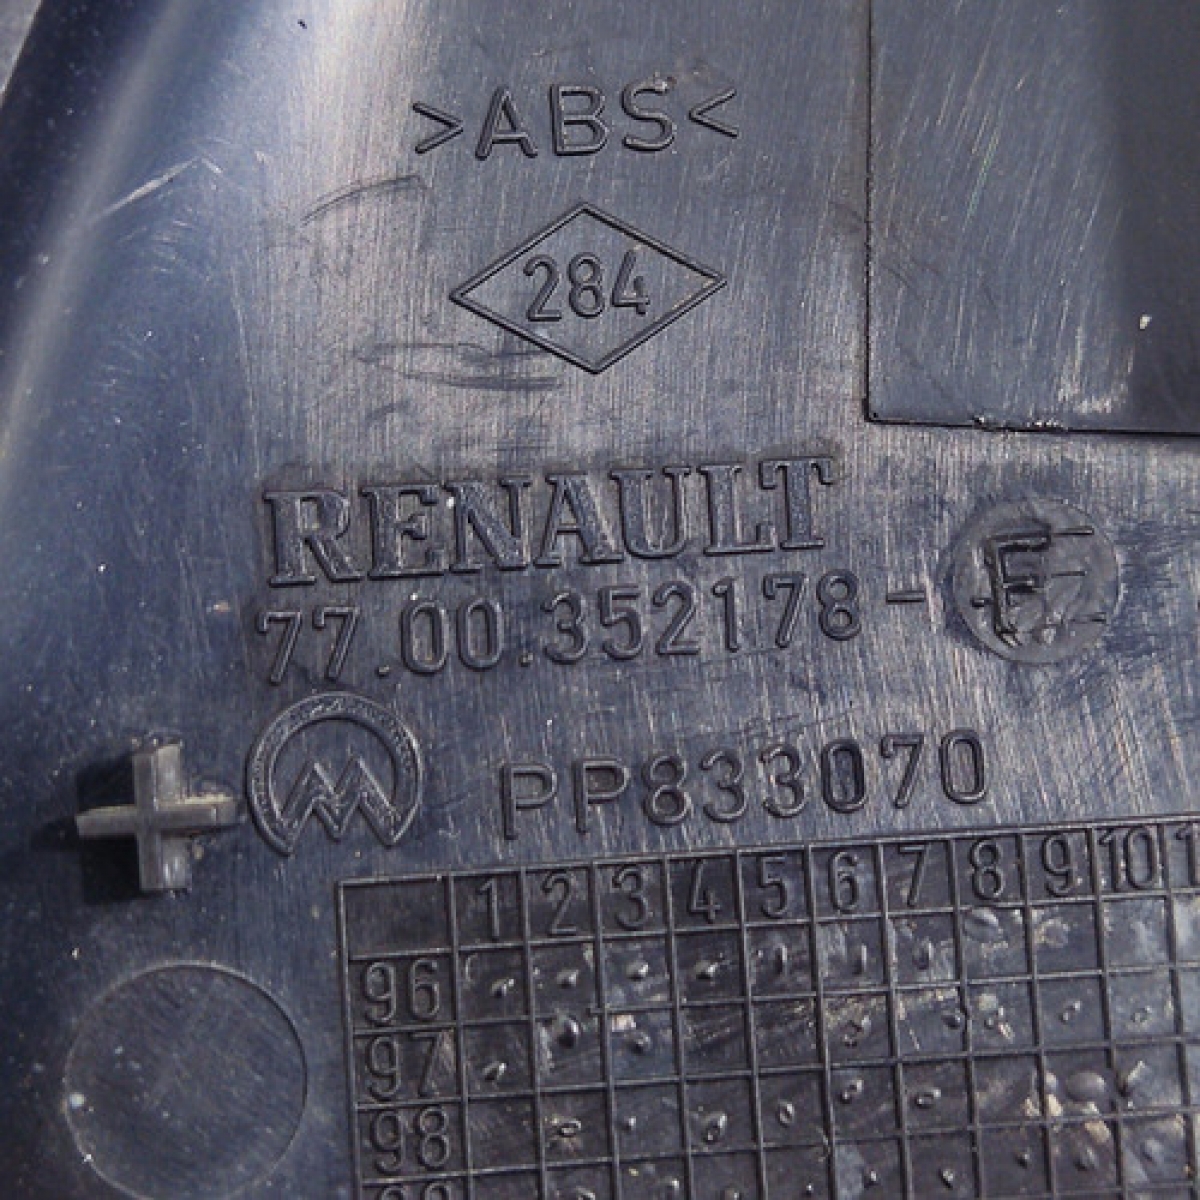 >ABS<
284
RENAULT
77.00.352178-F
M
PP833070
1 2 3 4 5 6 7 8 9 10
96
97
98